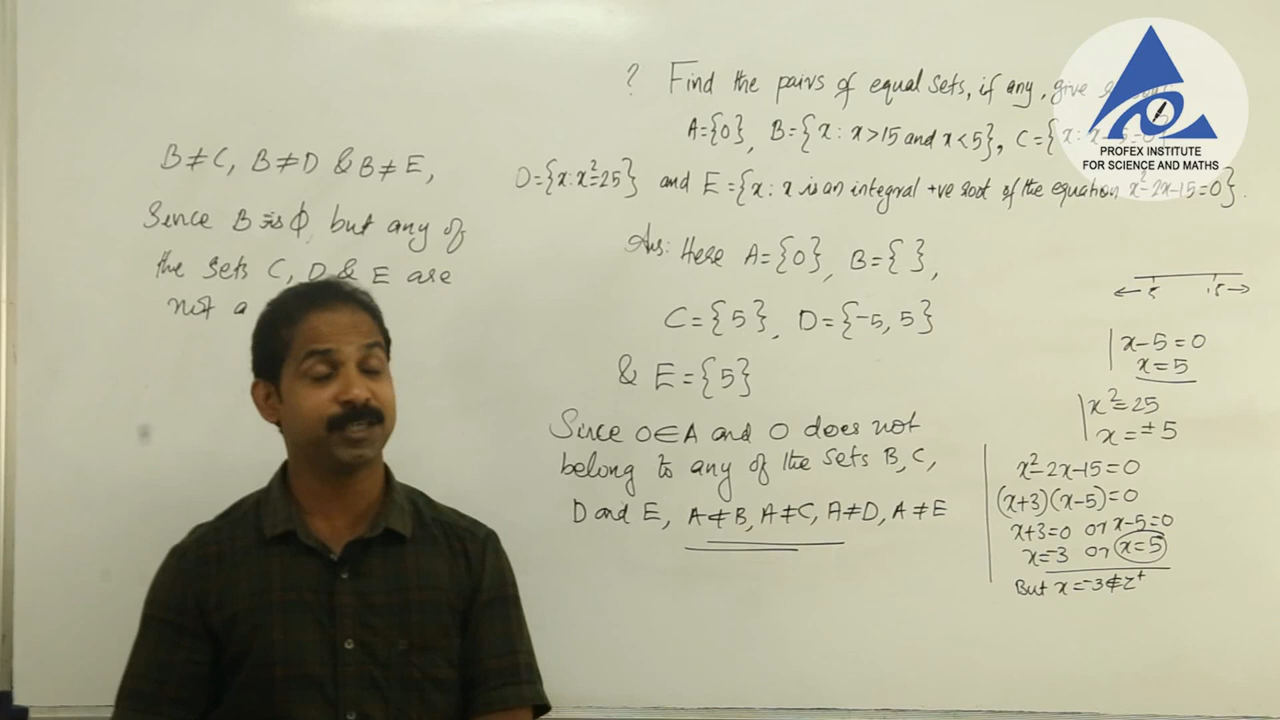 ? Find the pairs of equal sets, if any, give
A={0}, B={x : x>15 and x<5}, C={x : x-5=0}
D={x:x²=25} and E={x : x is an integral +ve root of the equation x²-2x-15=0}.
PROFEX INSTITUTE
FOR SCIENCE AND MATHS
B≠C, B≠D & B≠E,
Since B is ϕ, but any of
the sets C, D & E are
not a
Ans: Here A={0}, B={ },
C={5}, D={-5, 5}
& E={5}
Since 0∈A and 0 does not
belong to any of the sets B, C,
D and E, A≠B, A≠C, A≠D, A≠E
5 15
x-5=0
x=5
x²=25
x=±5
x²-2x-15=0
(x+3)(x-5)=0
x+3=0 or x-5=0
x=-3 or x=5
But x=-3∉Z⁺